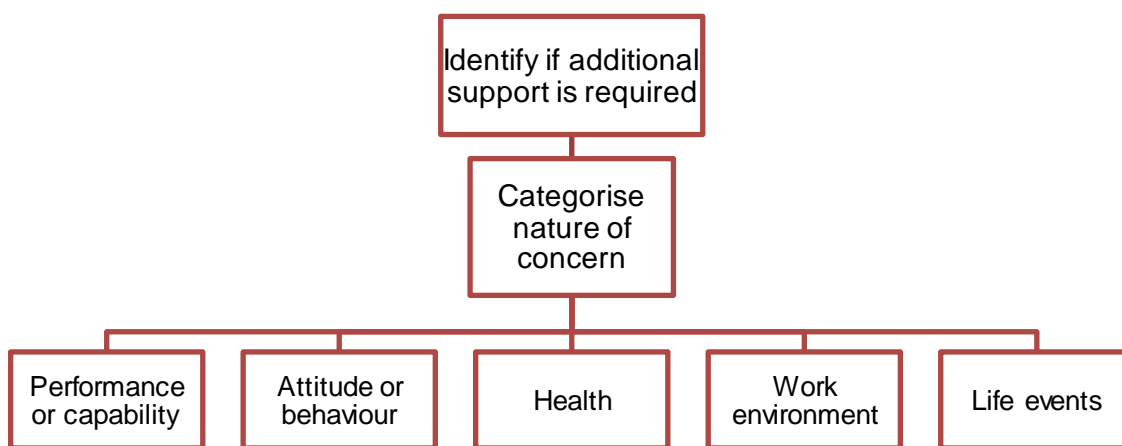 Identify if additional
support is required
Categorise
nature of
concern
Performance
or capability
Attitude or
behaviour
Health
Work
environment
Life events